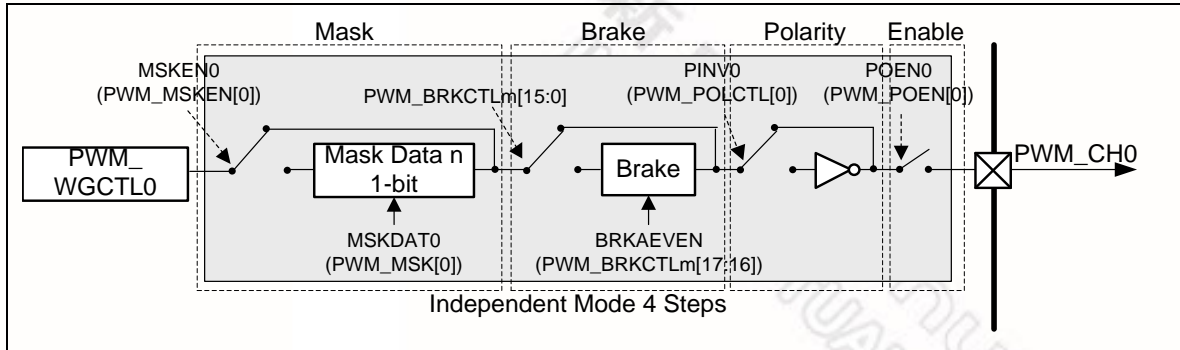 Mask
Brake
Polarity
Enable
MSKEN0
(PWM_MSKEN[0])
PWM_BRKCTLm[15:0]
PINV0
(PWM_POLCTL[0])
POEN0
(PWM_POEN[0])
PWM_
WGCTL0
Mask Data n
1-bit
Brake
PWM_CH0
MSKDAT0
(PWM_MSK[0])
BRKAEVEN
(PWM_BRKCTLm[17:16])
Independent Mode 4 Steps